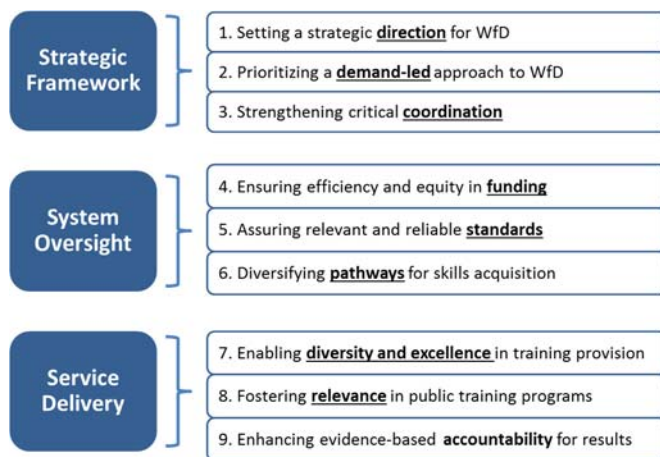 Strategic
Framework
1. Setting a strategic direction for WfD
2. Prioritizing a demand-led approach to WfD
3. Strengthening critical coordination
System
Oversight
4. Ensuring efficiency and equity in funding
5. Assuring relevant and reliable standards
6. Diversifying pathways for skills acquisition
Service
Delivery
7. Enabling diversity and excellence in training provision
8. Fostering relevance in public training programs
9. Enhancing evidence-based accountability for results